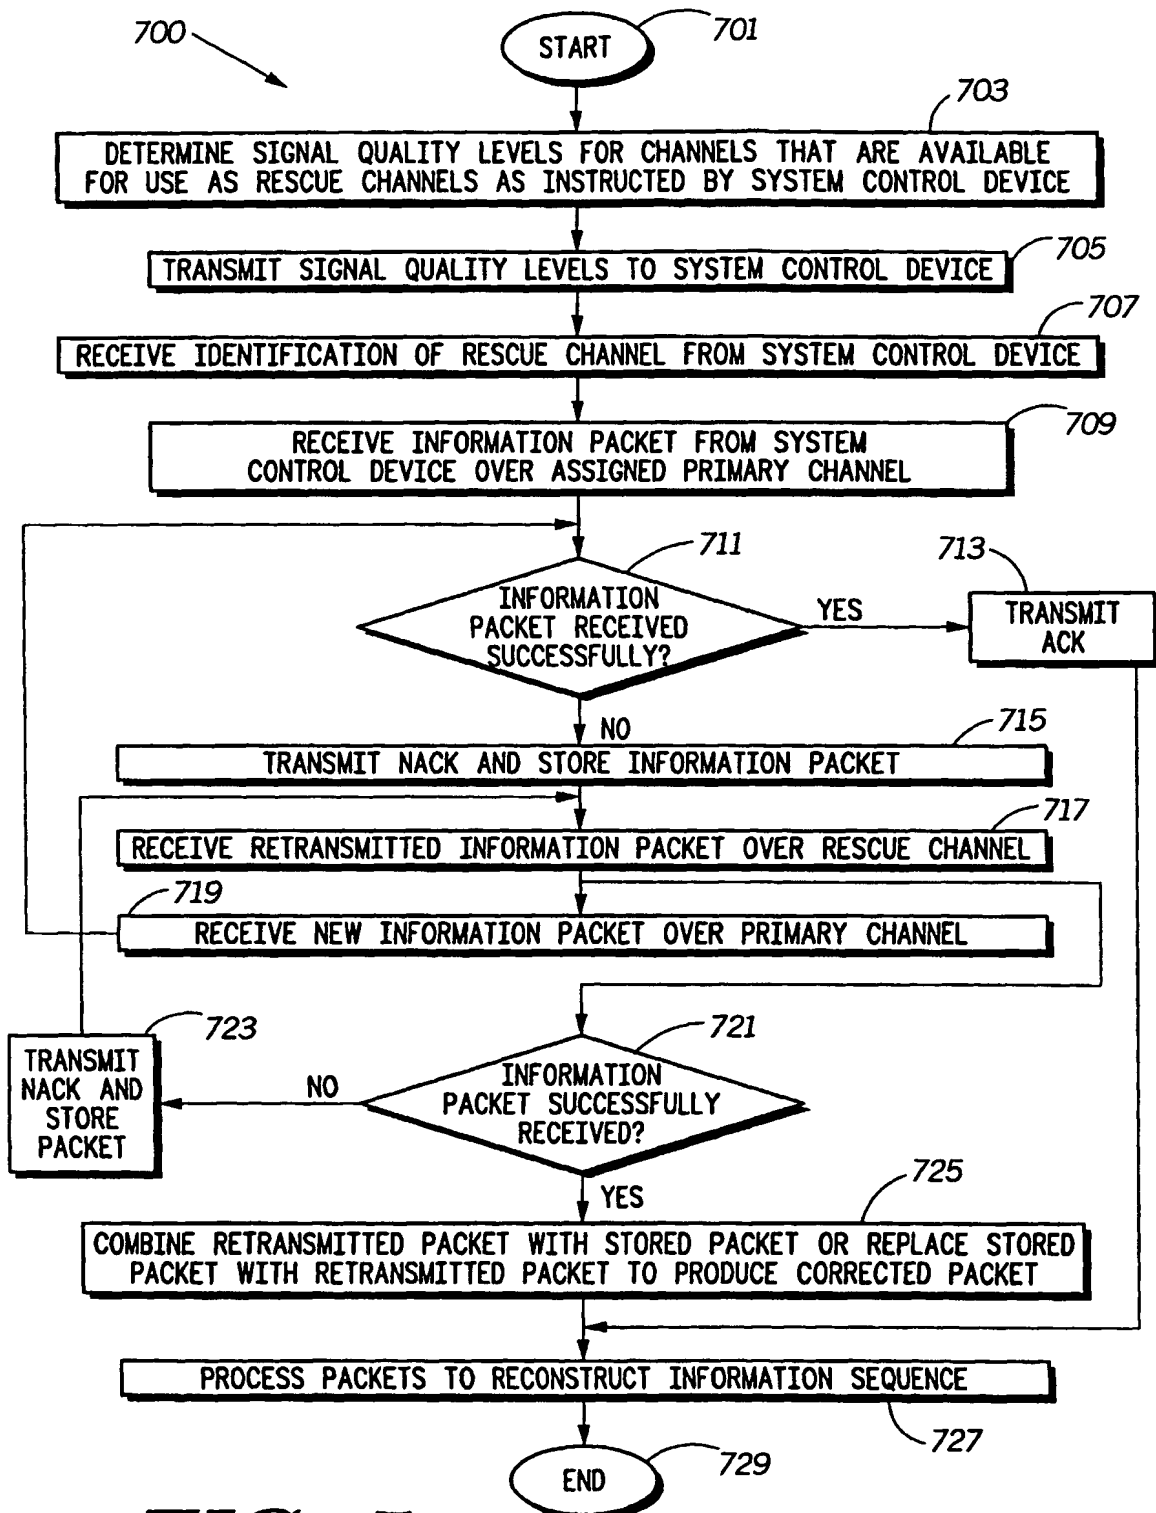 700
START
701
703
DETERMINE SIGNAL QUALITY LEVELS FOR CHANNELS THAT ARE AVAILABLE
FOR USE AS RESCUE CHANNELS AS INSTRUCTED BY SYSTEM CONTROL DEVICE
705
TRANSMIT SIGNAL QUALITY LEVELS TO SYSTEM CONTROL DEVICE
707
RECEIVE IDENTIFICATION OF RESCUE CHANNEL FROM SYSTEM CONTROL DEVICE
709
RECEIVE INFORMATION PACKET FROM SYSTEM
CONTROL DEVICE OVER ASSIGNED PRIMARY CHANNEL
711
INFORMATION
PACKET RECEIVED
SUCCESSFULLY?
YES
713
TRANSMIT
ACK
NO
715
TRANSMIT NACK AND STORE INFORMATION PACKET
717
RECEIVE RETRANSMITTED INFORMATION PACKET OVER RESCUE CHANNEL
719
RECEIVE NEW INFORMATION PACKET OVER PRIMARY CHANNEL
721
INFORMATION
PACKET SUCCESSFULLY
RECEIVED?
NO
723
TRANSMIT
NACK AND
STORE
PACKET
YES
725
COMBINE RETRANSMITTED PACKET WITH STORED PACKET OR REPLACE STORED
PACKET WITH RETRANSMITTED PACKET TO PRODUCE CORRECTED PACKET
PROCESS PACKETS TO RECONSTRUCT INFORMATION SEQUENCE
727
END
729